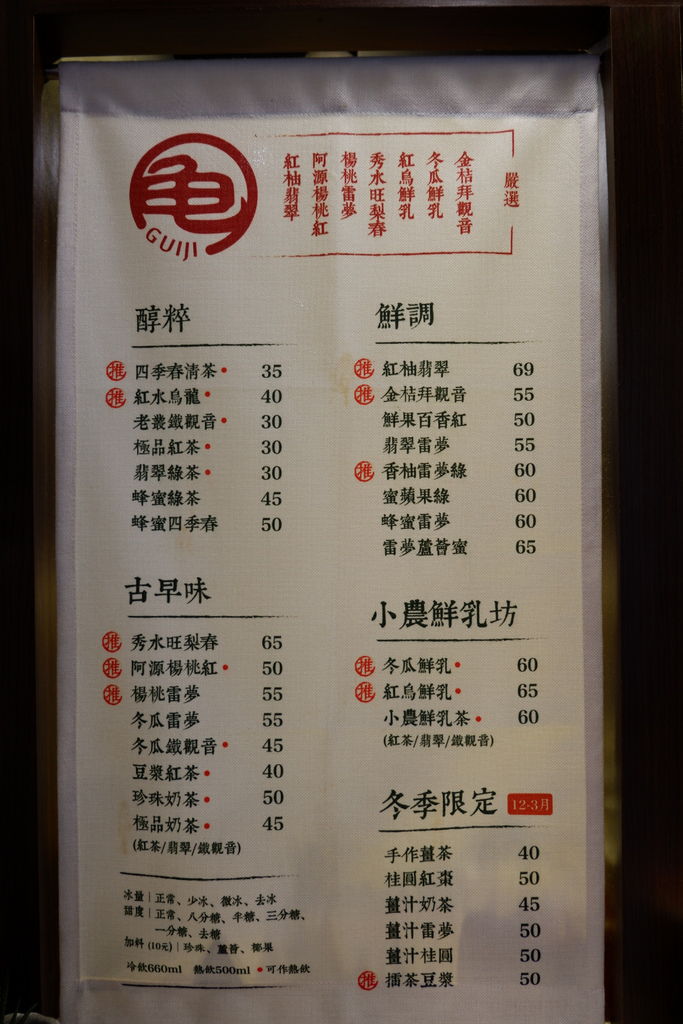 龜
GUIJI
嚴選
金桔拜觀音
冬瓜鮮乳
紅烏鮮乳
秀水旺梨春
楊桃雷夢
阿源楊桃紅
紅柚翡翠
醇粹
推 四季春清茶• 35
推 紅水烏龍• 40
老叢鐵觀音• 30
極品紅茶• 30
翡翠綠茶• 30
蜂蜜綠茶 45
蜂蜜四季春 50
古早味
推 秀水旺梨春 65
推 阿源楊桃紅• 50
推 楊桃雷夢 55
冬瓜雷夢 55
冬瓜鐵觀音• 45
豆漿紅茶• 40
珍珠奶茶• 50
極品奶茶• 45
(紅茶/翡翠/鐵觀音)
冰量｜正常、少冰、微冰、去冰
甜度｜正常、八分糖、半糖、三分糖、
一分糖、去糖
加料 (10元)｜珍珠、蘆薈、椰果
冷飲660ml 熱飲500ml •可作熱飲
鮮調
推 紅柚翡翠 69
推 金桔拜觀音 55
鮮果百香紅 50
翡翠雷夢 55
推 香柚雷夢綠 60
蜜蘋果綠 60
蜂蜜雷夢 60
雷夢蘆薈蜜 65
小農鮮乳坊
推 冬瓜鮮乳• 60
推 紅烏鮮乳• 65
小農鮮乳茶• 60
(紅茶/翡翠/鐵觀音)
冬季限定 12-3月
手作薑茶 40
桂圓紅棗 50
薑汁奶茶 45
薑汁雷夢 50
薑汁桂圓 50
推 擂茶豆漿 50